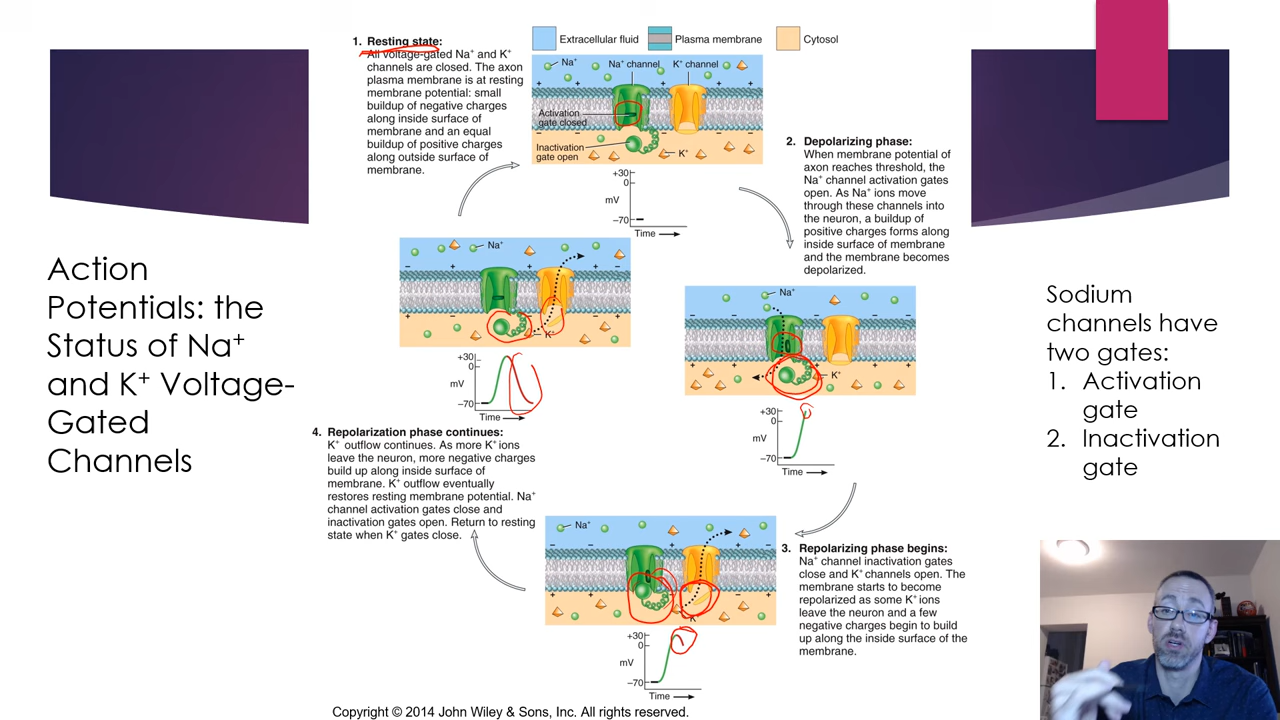 Action
Potentials: the
Status of Na⁺
and K⁺ Voltage-
Gated
Channels
1. Resting state:
All voltage-gated Na⁺ and K⁺
channels are closed. The axon
plasma membrane is at resting
membrane potential: small
buildup of negative charges
along inside surface of
membrane and an equal
buildup of positive charges
along outside surface of
membrane.
Extracellular fluid
Plasma membrane
Cytosol
Na⁺
Na⁺ channel
K⁺ channel
Activation
gate closed
Inactivation
gate open
K⁺
+30
0
mV
–70
Time
2. Depolarizing phase:
When membrane potential of
axon reaches threshold, the
Na⁺ channel activation gates
open. As Na⁺ ions move
through these channels into
the neuron, a buildup of
positive charges forms along
inside surface of membrane
and the membrane becomes
depolarized.
Na⁺
K⁺
+30
0
mV
–70
Time
3. Repolarizing phase begins:
Na⁺ channel inactivation gates
close and K⁺ channels open. The
membrane starts to become
repolarized as some K⁺ ions
leave the neuron and a few
negative charges begin to build
up along the inside surface of the
membrane.
Na⁺
K⁺
+30
0
mV
–70
Time
Na⁺
K⁺
+30
0
mV
–70
Time
4. Repolarization phase continues:
K⁺ outflow continues. As more K⁺ ions
leave the neuron, more negative charges
build up along inside surface of
membrane. K⁺ outflow eventually
restores resting membrane potential. Na⁺
channel activation gates close and
inactivation gates open. Return to resting
state when K⁺ gates close.
Sodium
channels have
two gates:
1. Activation
gate
2. Inactivation
gate
Copyright © 2014 John Wiley & Sons, Inc. All rights reserved.